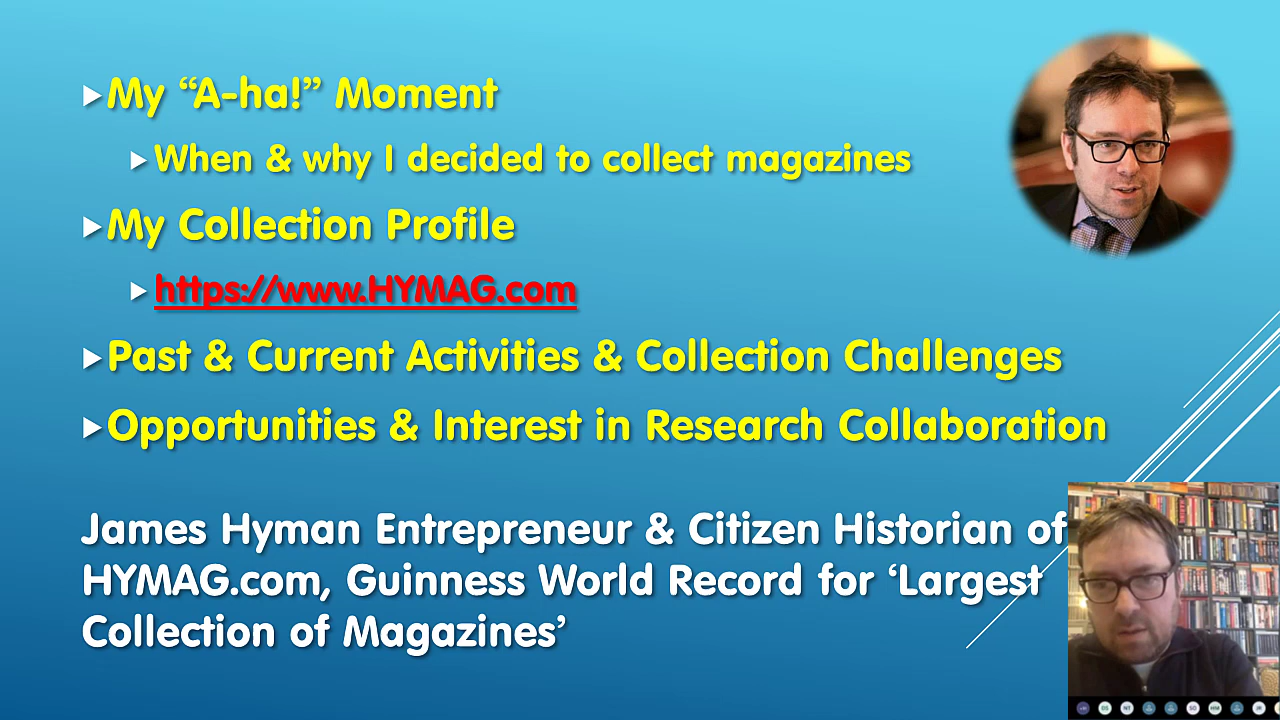 My “A-ha!” Moment
When & why I decided to collect magazines
My Collection Profile
https://www.HYMAG.com
Past & Current Activities & Collection Challenges
Opportunities & Interest in Research Collaboration
James Hyman Entrepreneur & Citizen Historian of
HYMAG.com, Guinness World Record for ‘Largest
Collection of Magazines’